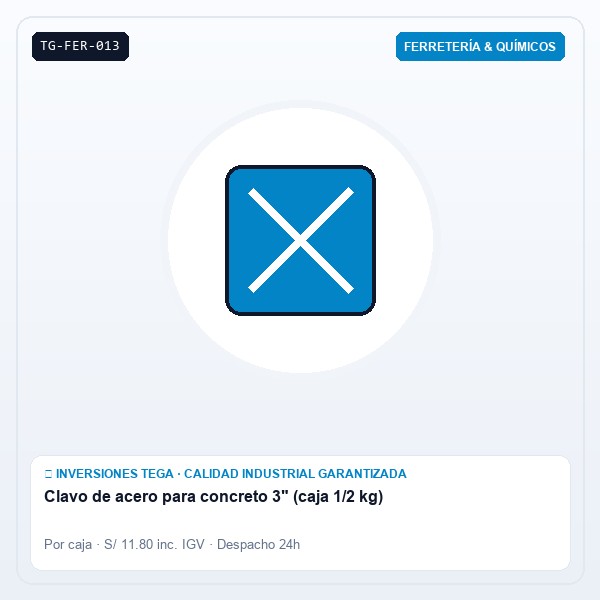 TG-FER-013
FERRETERÍA & QUÍMICOS
INVERSIONES TEGA · CALIDAD INDUSTRIAL GARANTIZADA
Clavo de acero para concreto 3" (caja 1/2 kg)
Por caja · S/ 11.80 inc. IGV · Despacho 24h